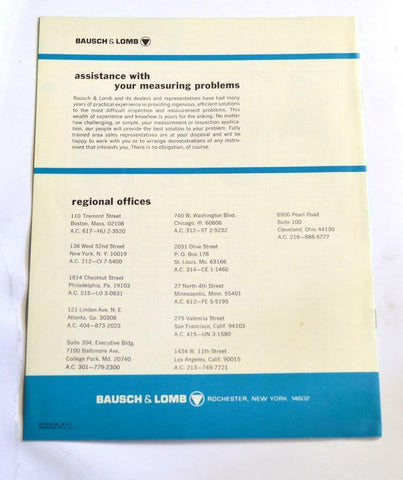 BAUSCH & LOMB
assistance with
your measuring problems
Bausch & Lomb and its dealers and representatives have had many
years of practical experience in providing ingenious, efficient solutions
to the most difficult inspection and measurement problems. This
wealth of experience and knowhow is yours for the asking. No matter
how challenging, or simple, your measurement or inspection applica-
tion, our people will provide the best solution to your problem. Fully
trained area sales representatives are at your disposal and will be
happy to work with you or to arrange demonstrations of any instru-
ment that interests you. There is no obligation, of course.
regional offices
110 Tremont Street
Boston, Mass. 02108
A.C. 617—HU 2-3520
136 West 52nd Street
New York, N. Y. 10019
A.C. 212—CI 7-5400
1814 Chestnut Street
Philadelphia, Pa. 19103
A.C. 215—LO 3-0831
121 Linden Ave. N. E.
Atlanta, Ga. 30308
A.C. 404—873-2023
Suite 304, Executive Bldg.
7100 Baltimore Ave.
College Park, Md. 20740
A.C. 301—779-2300
740 W. Washington Blvd.
Chicago, Ill. 60606
A.C. 312—ST 2-9232
2031 Olive Street
P. O. Box 178
St. Louis, Mo. 63166
A.C. 314—CE 1-1460
27 North 4th Street
Minneapolis, Minn. 55401
A.C. 612—FE 5-5195
275 Valencia Street
San Francisco, Calif. 94103
A.C. 415—UN 3-1580
1434 W. 11th Street
Los Angeles, Calif. 90015
A.C. 213—749-7721
6500 Pearl Road
Suite 100
Cleveland, Ohio 44130
A.C. 216—888-5777
BAUSCH & LOMB ROCHESTER, NEW YORK 14602